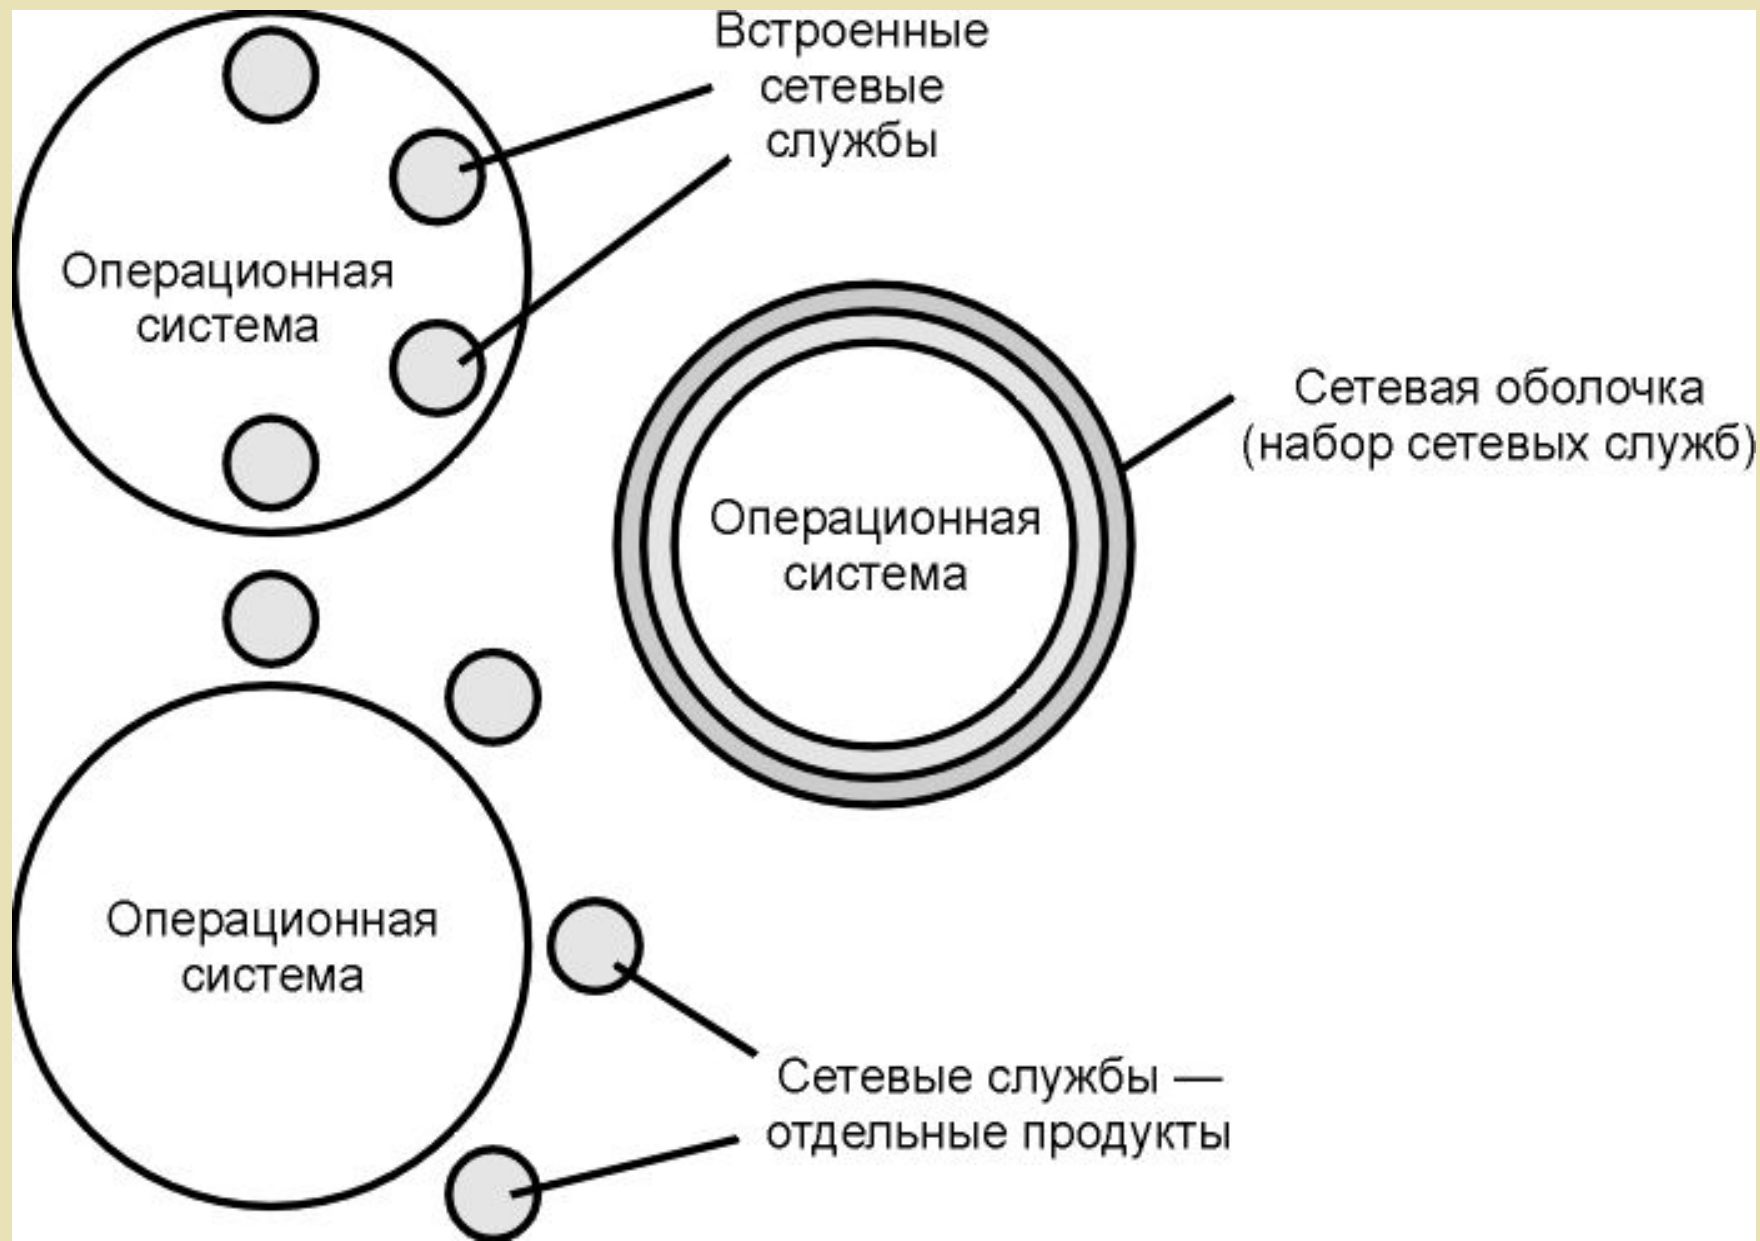 Встроенные
сетевые
службы
Операционная
система
Сетевая оболочка
(набор сетевых служб)
Операционная
система
Операционная
система
Сетевые службы —
отдельные продукты